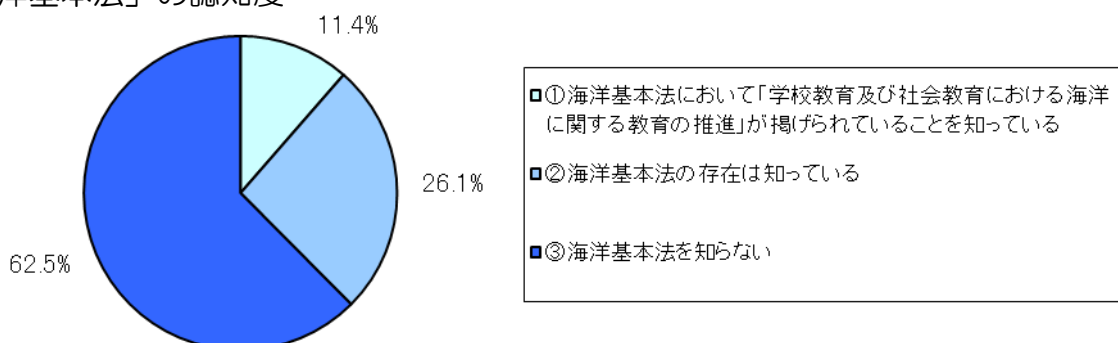 洋基本法」の認知度
11.4%
①海洋基本法において「学校教育及び社会教育における海洋
に関する教育の推進」が掲げられていることを知っている
②海洋基本法の存在は知っている
26.1%
③海洋基本法を知らない
62.5%